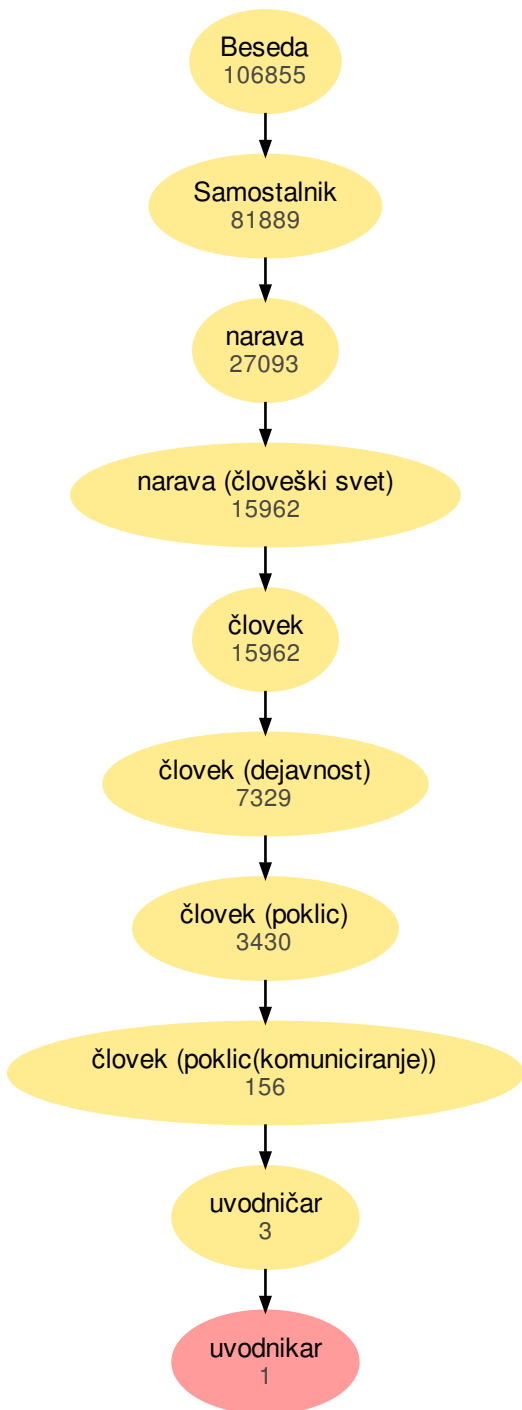 Beseda
106855
Samostalnik
81889
narava
27093
narava (človeški svet)
15962
človek
15962
človek (dejavnost)
7329
človek (poklic)
3430
človek (poklic(komuniciranje))
156
uvodničar
3
uvodnikar
1